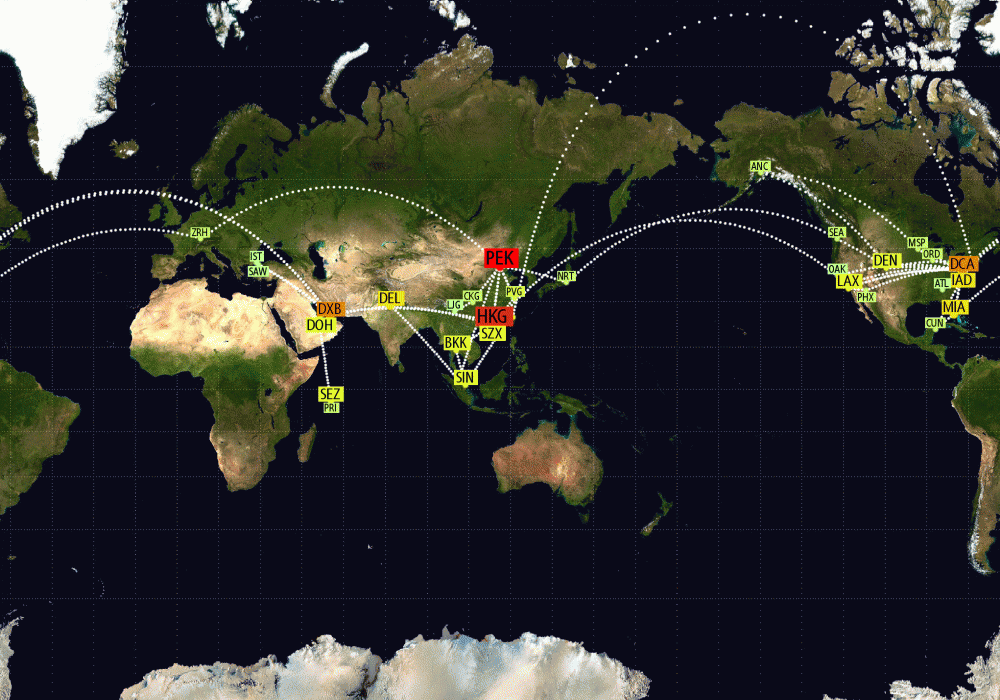 ANC
ZRH
SEA
MSP
IST
ORD
PEK
DEN
DCA
SAW
OAK
NRT
LAX
IAD
ATL
CKG
PVG
PHX
DEL
LJG
DXB
MIA
HKG
DOH
CUN
SZX
BKK
SIN
SEZ
PRI